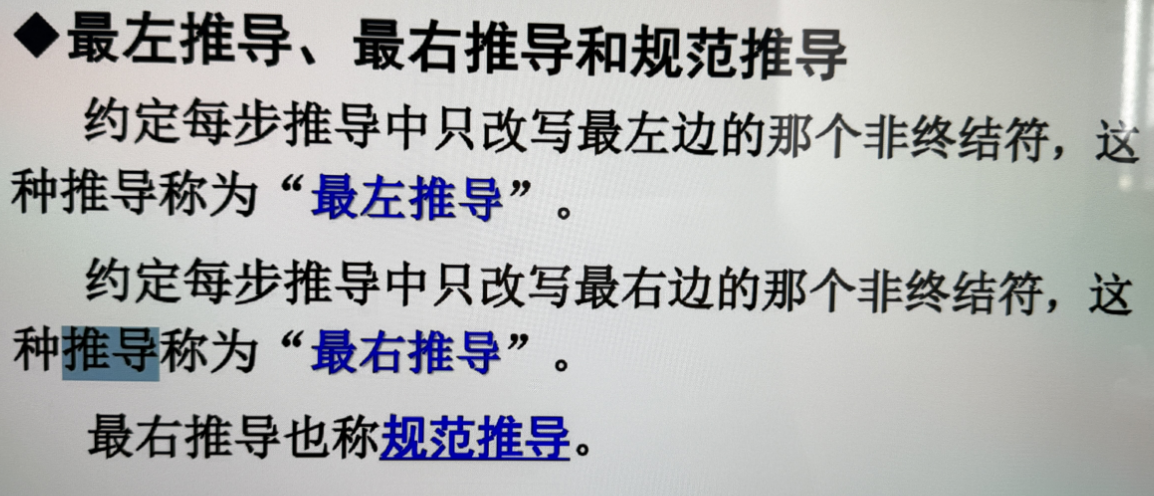 ◆最左推导、最右推导和规范推导
约定每步推导中只改写最左边的那个非终结符，这
种推导称为“最左推导”。
约定每步推导中只改写最右边的那个非终结符，这
种推导称为“最右推导”。
最右推导也称规范推导。